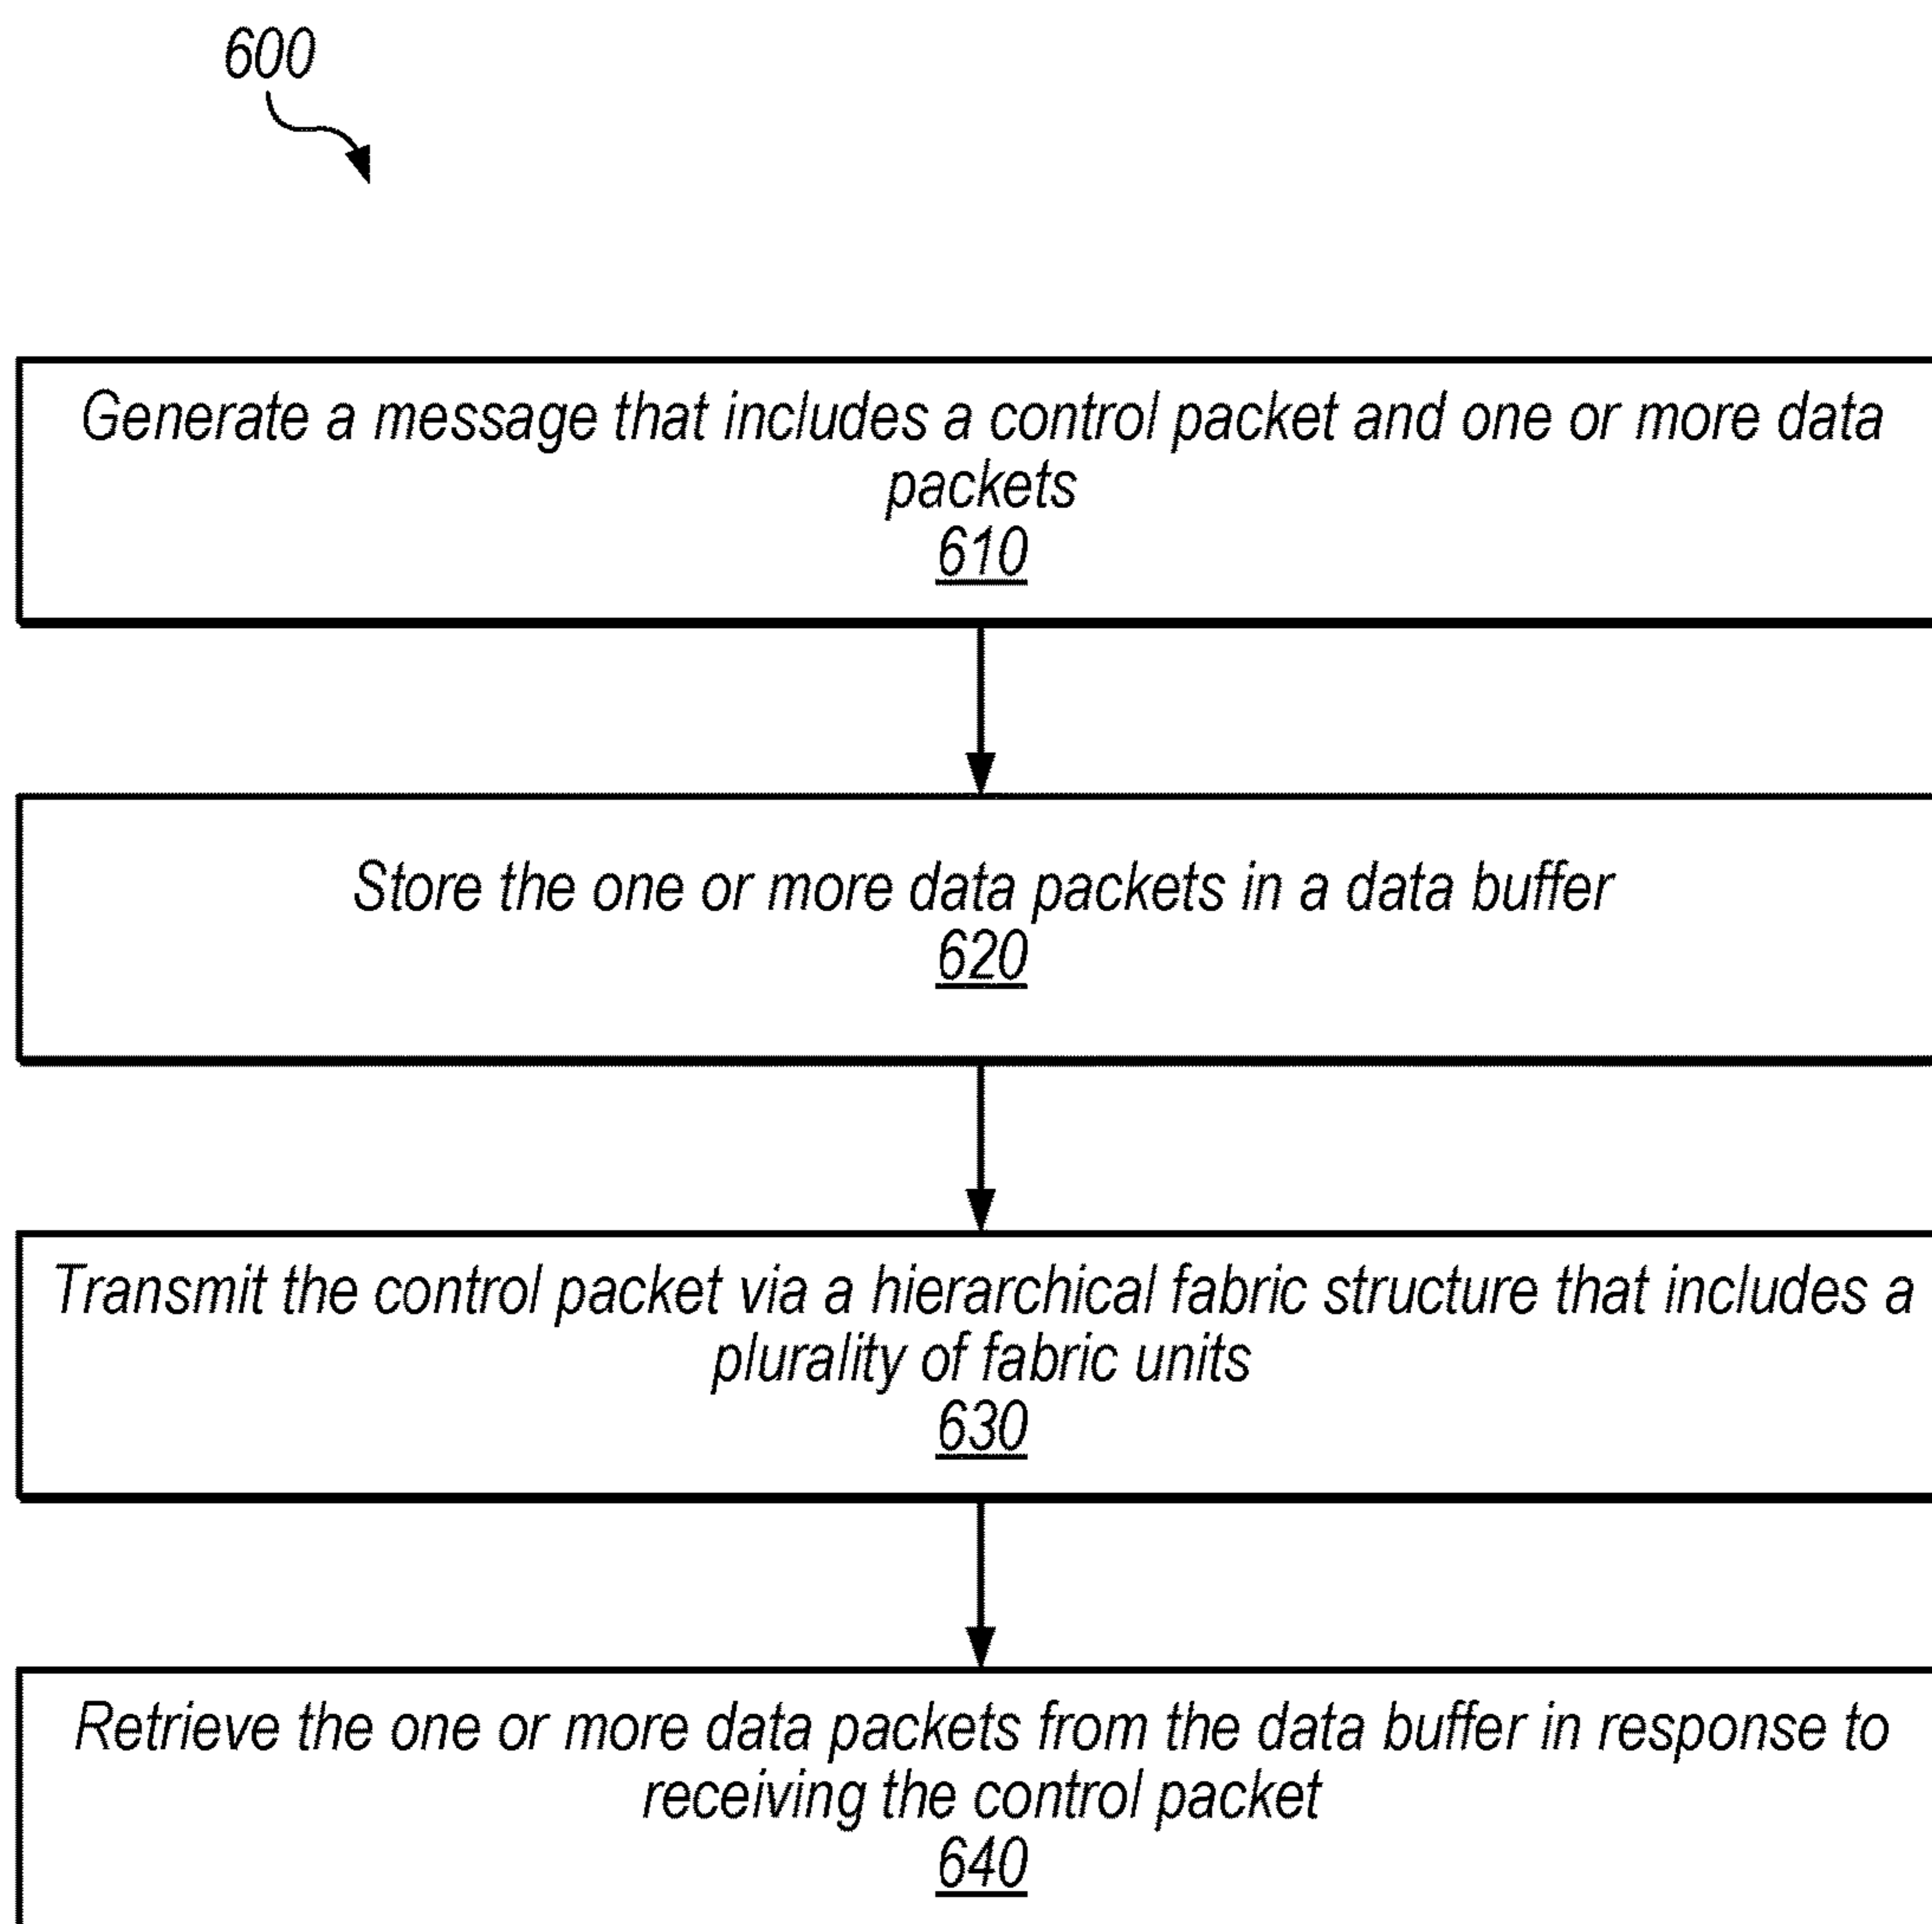 600
Generate a message that includes a control packet and one or more data
packets
610
Store the one or more data packets in a data buffer
620
Transmit the control packet via a hierarchical fabric structure that includes a
plurality of fabric units
630
Retrieve the one or more data packets from the data buffer in response to
receiving the control packet
640